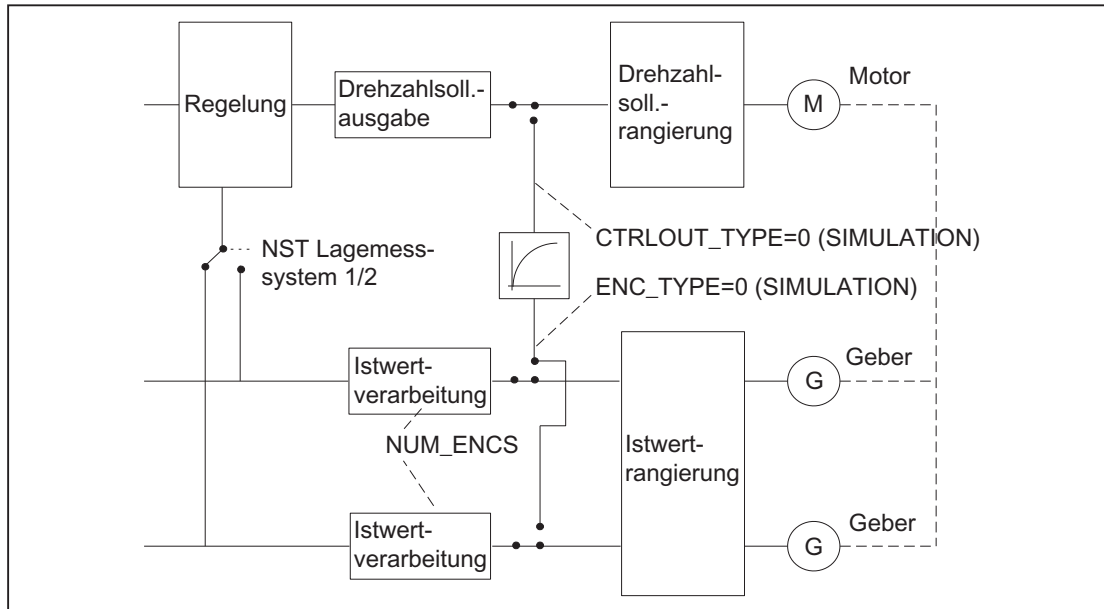 Regelung
Drehzahlsoll.-
ausgabe
Drehzahl-
soll.-
rangierung
Motor
M
NST Lagemess-
system 1/2
CTRLOUT_TYPE=0 (SIMULATION)
ENC_TYPE=0 (SIMULATION)
Istwert-
verarbeitung
Geber
G
NUM_ENCS
Istwert-
rangierung
Istwert-
verarbeitung
Geber
G